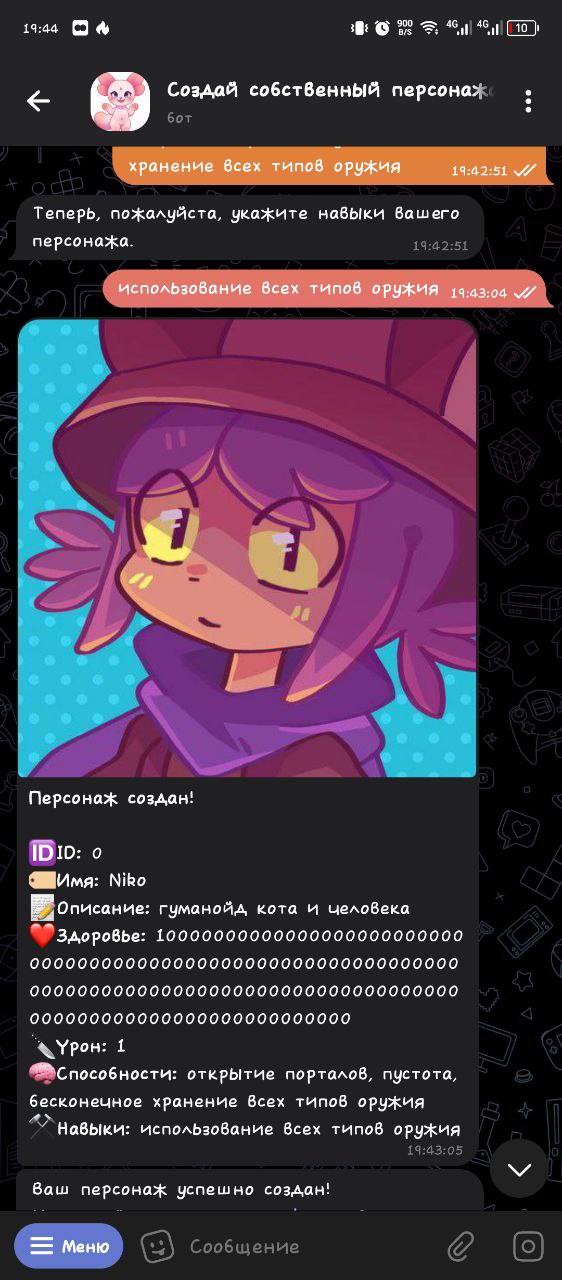 19:44
900 B/S 4G 4G 10
Создай собственный персонаж
бот
хранение всех типов оружия 19:42:51
Теперь, пожалуйста, укажите навыки вашего
персонажа. 19:42:51
использование всех типов оружия 19:43:04
Персонаж создан!
🆔ID: 0
🏷Имя: Niko
📝Описание: гуманойд кота и человека
❤️Здоровье: 1000000000000000000000000
000000000000000000000000000000000000
000000000000000000000000000000000000
000000000000000000000000000
🔪Урон: 1
🧠Способности: открытие порталов, пустота,
бесконечное хранение всех типов оружия
⚒Навыки: использование всех типов оружия
19:43:05
Ваш персонаж успешно создан!
Меню Сообщение